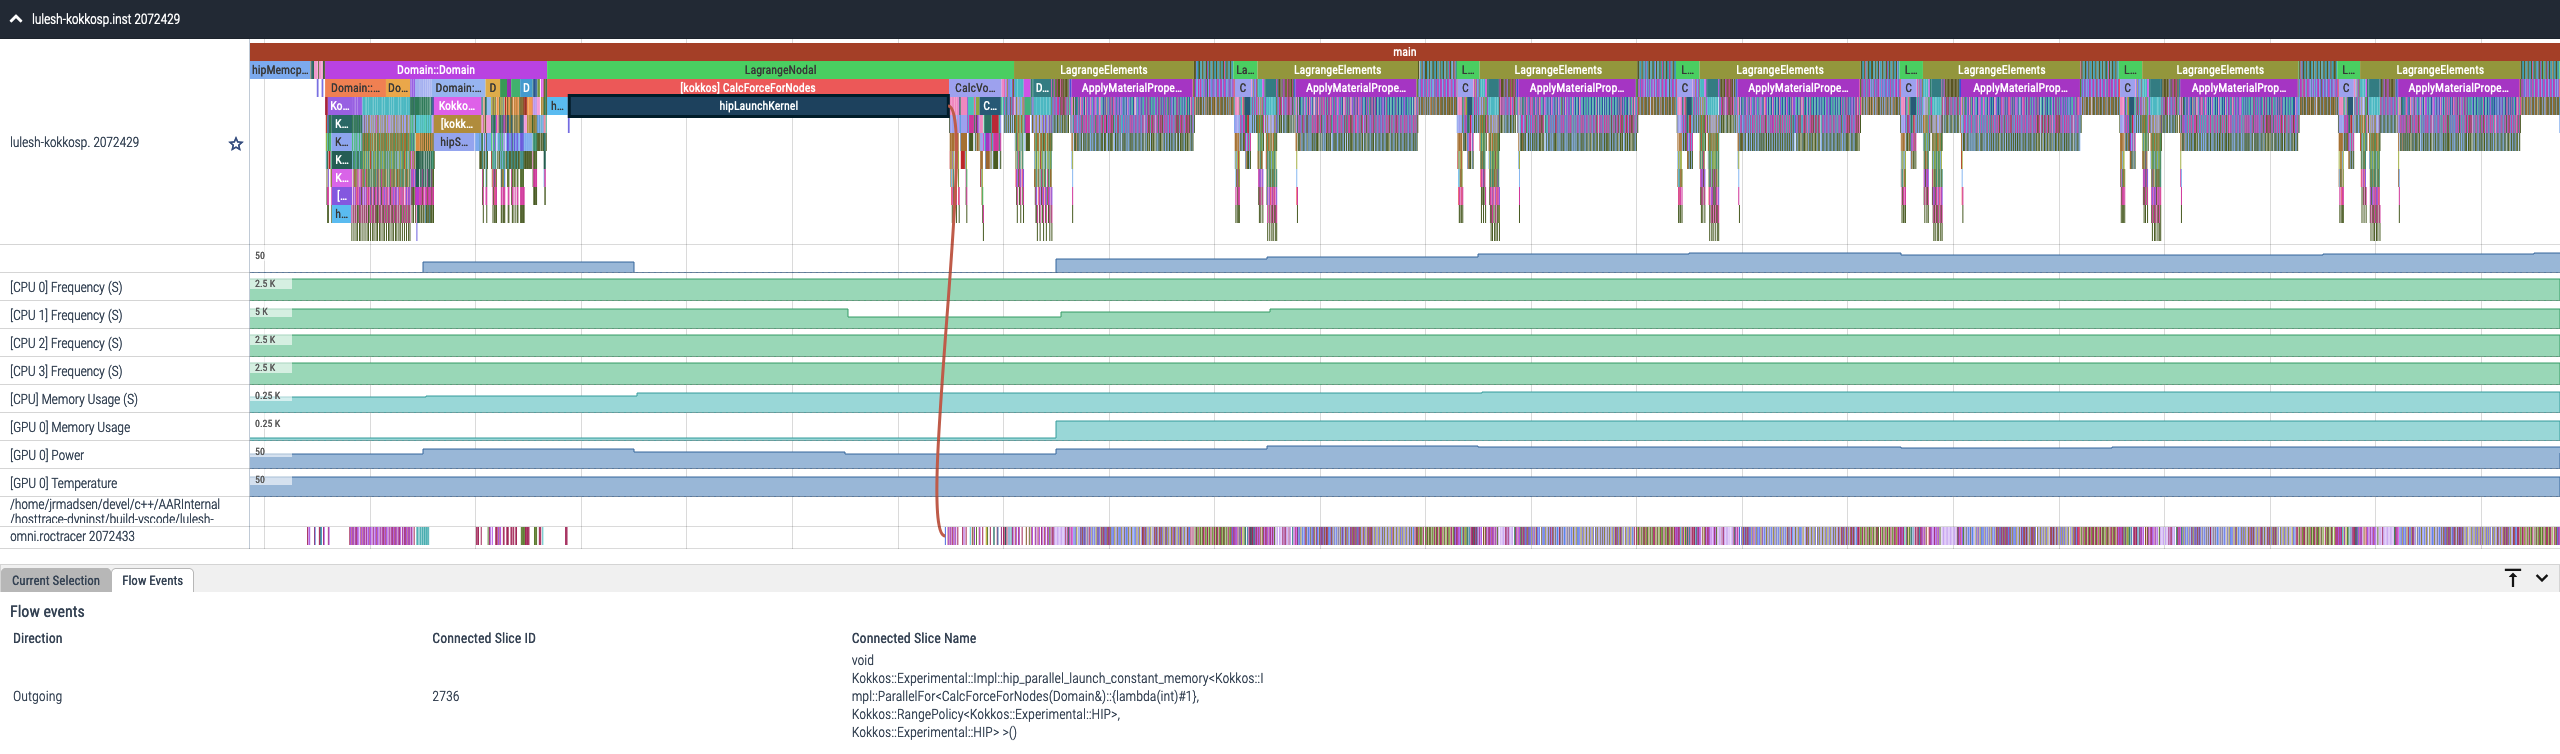 lulesh-kokkosp.inst 2072429
main
hipMemcp...
Domain::Domain
LagrangeNodal
LagrangeElements
La...
LagrangeElements
L...
LagrangeElements
L...
LagrangeElements
L...
LagrangeElements
L...
LagrangeElements
L...
LagrangeElements
Domain::...
Do...
Domain:...
D
D
[kokkos] CalcForceForNodes
CalcVo...
D...
ApplyMaterialPrope...
C
ApplyMaterialPrope...
C
ApplyMaterialProp...
C
ApplyMaterialPrope...
C
ApplyMaterialProp...
C
ApplyMaterialProp...
C
ApplyMaterialProp...
Ko...
Kokko...
h...
hipLaunchKernel
C...
K...
[kokk...
lulesh-kokkosp. 2072429
K...
hipS...
K...
K...
[...
h...
50
[CPU 0] Frequency (S)
2.5 K
[CPU 1] Frequency (S)
5 K
[CPU 2] Frequency (S)
2.5 K
[CPU 3] Frequency (S)
2.5 K
[CPU] Memory Usage (S)
0.25 K
[GPU 0] Memory Usage
0.25 K
[GPU 0] Power
50
[GPU 0] Temperature
50
/home/jrmadsen/devel/c++/AARInternal
/hosttrace-dyninst/build-vscode/lulesh-
omni.roctracer 2072433
Current Selection
Flow Events
Flow events
Direction
Connected Slice ID
Connected Slice Name
Outgoing
2736
void
Kokkos::Experimental::Impl::hip_parallel_launch_constant_memory<Kokkos::I
mpl::ParallelFor<CalcForceForNodes(Domain&)::{lambda(int)#1},
Kokkos::RangePolicy<Kokkos::Experimental::HIP>,
Kokkos::Experimental::HIP> >()